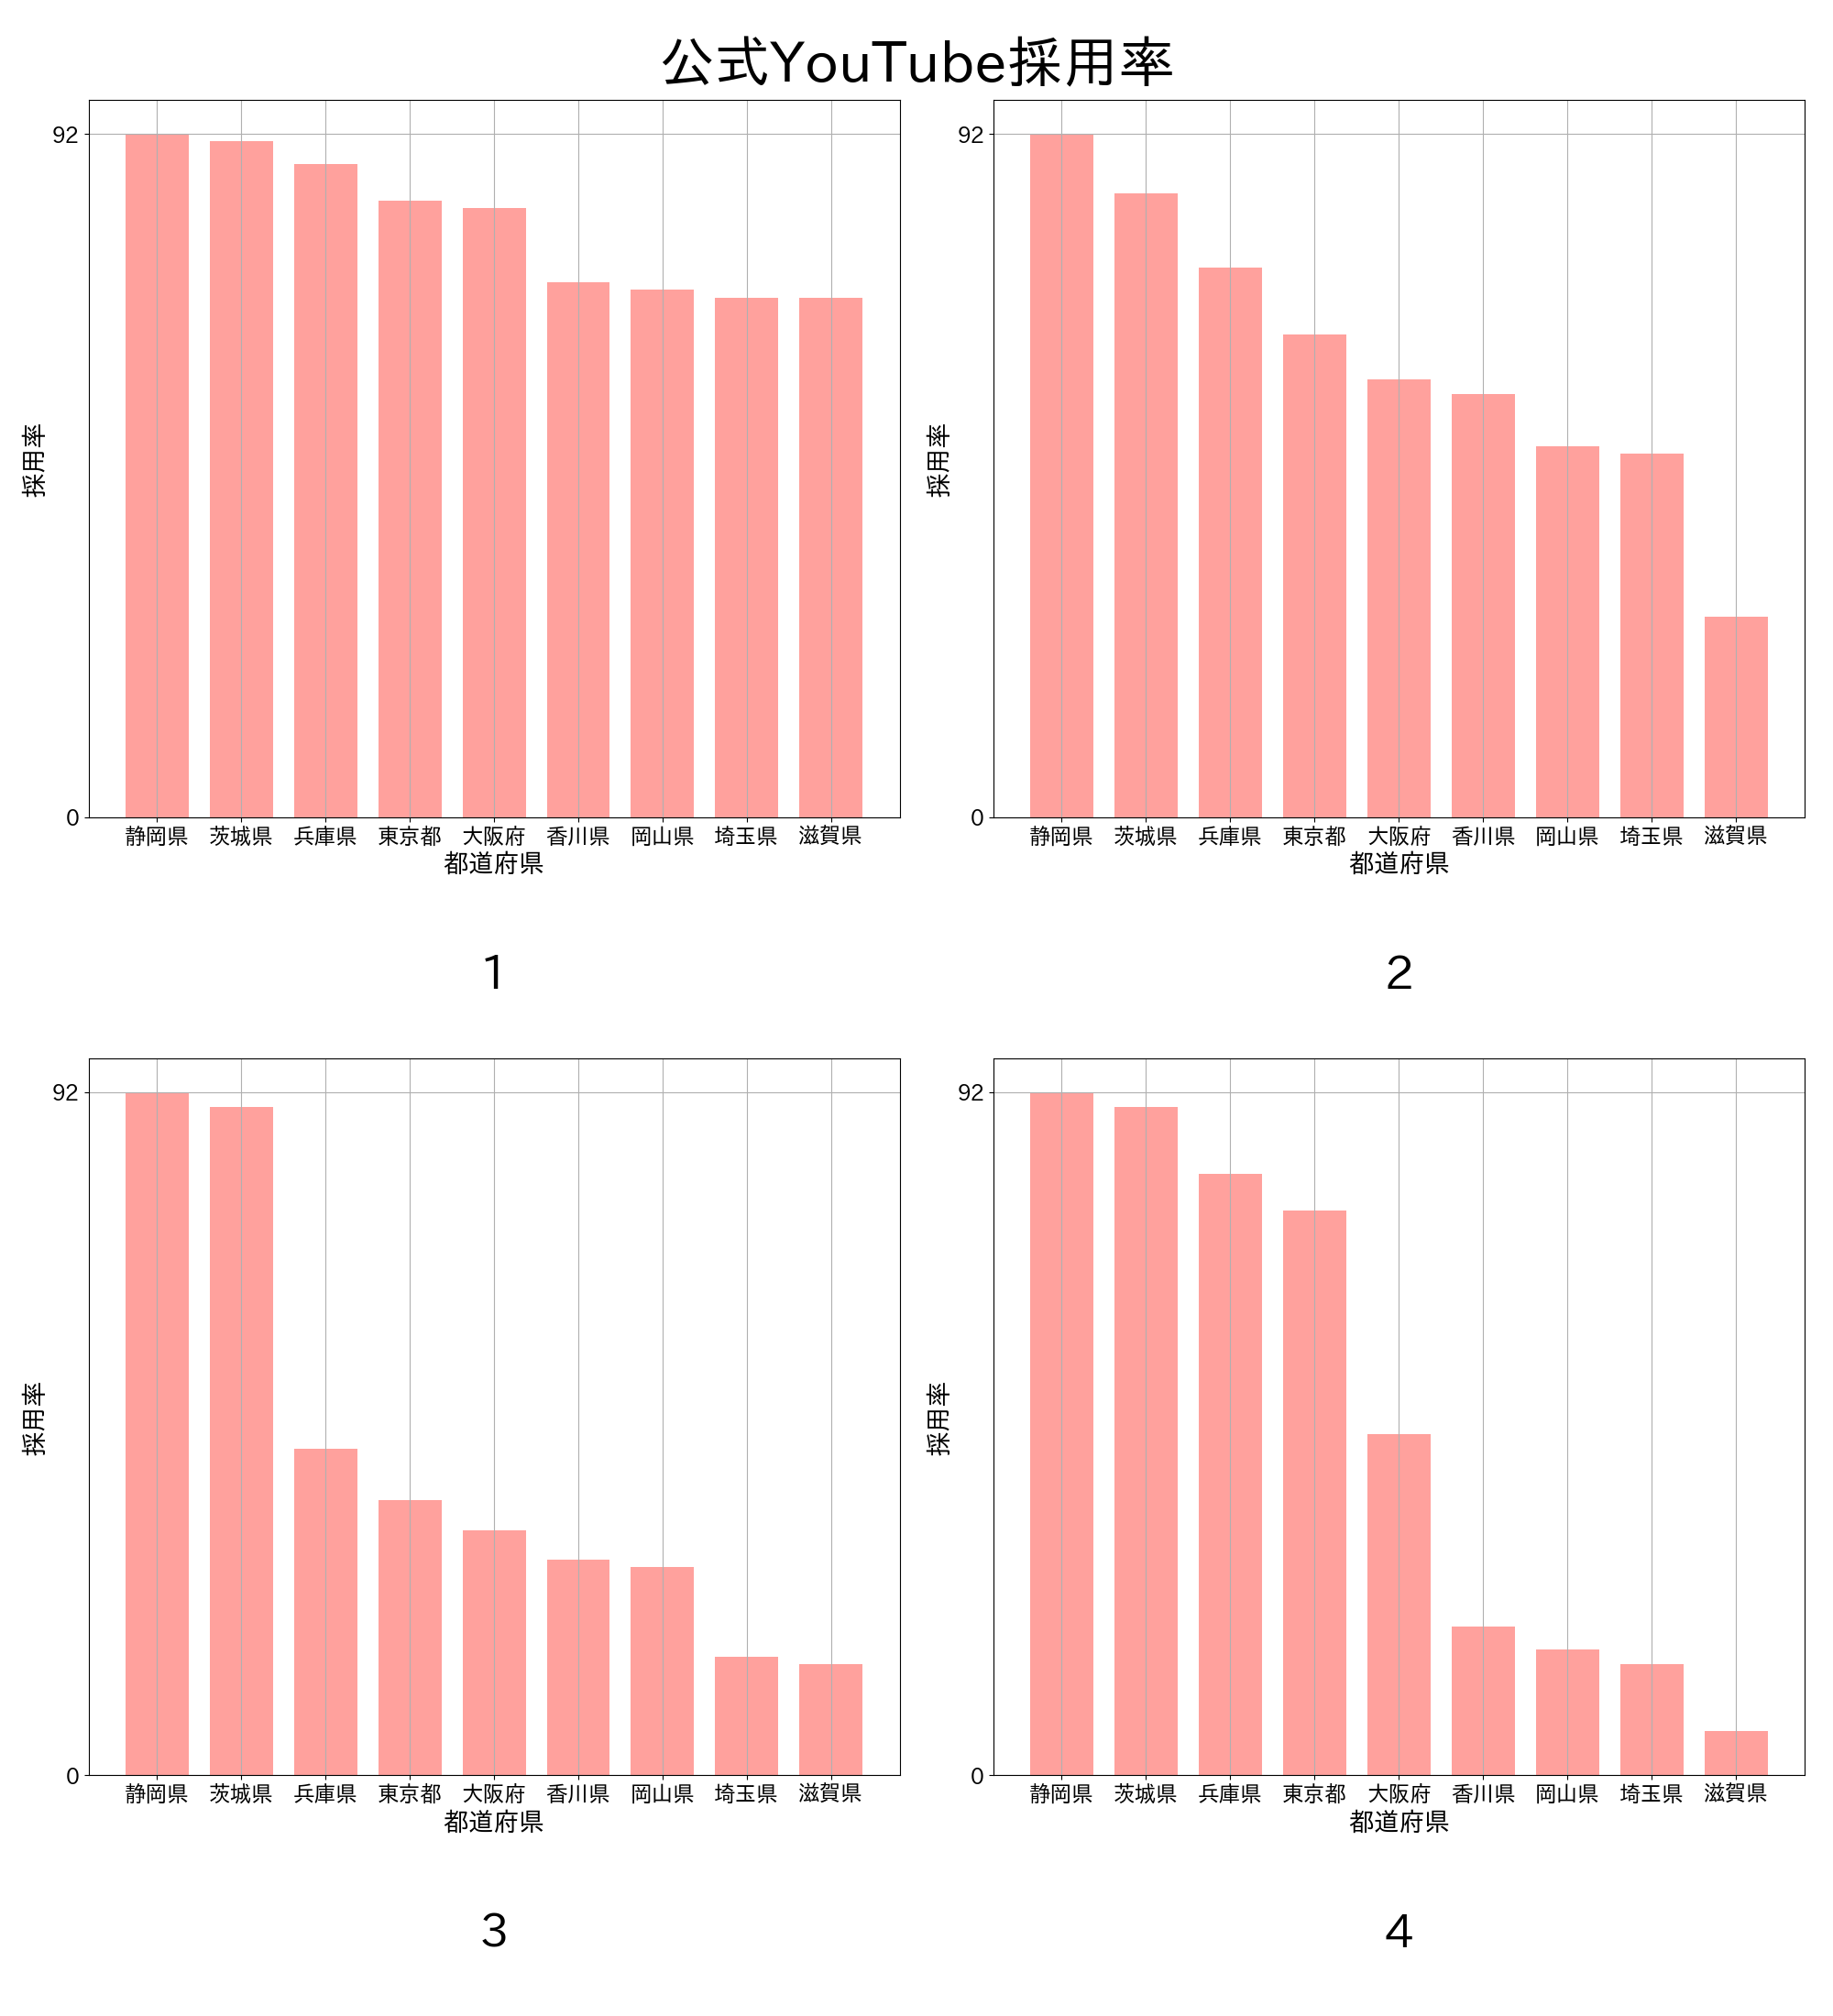 公式YouTube採用率
92
0
採用率
静岡県 茨城県 兵庫県 東京都 大阪府 香川県 岡山県 埼玉県 滋賀県
都道府県
1
92
0
採用率
静岡県 茨城県 兵庫県 東京都 大阪府 香川県 岡山県 埼玉県 滋賀県
都道府県
2
92
0
採用率
静岡県 茨城県 兵庫県 東京都 大阪府 香川県 岡山県 埼玉県 滋賀県
都道府県
3
92
0
採用率
静岡県 茨城県 兵庫県 東京都 大阪府 香川県 岡山県 埼玉県 滋賀県
都道府県
4